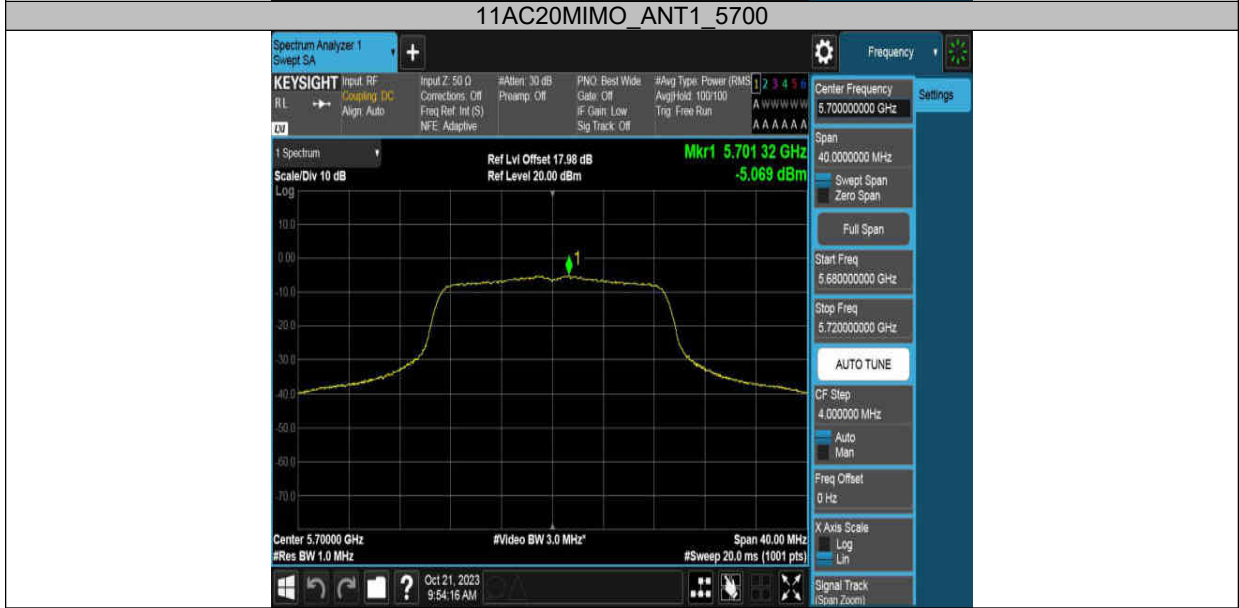 11AC20MIMO_ANT1_5700
Spectrum Analyzer 1
Swept SA
Frequency
KEYSIGHT
RL
Input: RF
Coupling: DC
Align: Auto
Input Z: 50 Ω
Corrections: Off
Freq Ref: Int (S)
NFE: Adaptive
#Atten: 30 dB
Preamp: Off
PNO: Best Wide
Gate: Off
IF Gain: Low
Sig Track: Off
#Avg Type: Power (RMS
Avg|Hold: 100/100
Trig: Free Run
1 2 3 4 5 6
A W W W W W
A A A A A A
1 Spectrum
Scale/Div 10 dB
Ref Lvl Offset 17.98 dB
Ref Level 20.00 dBm
Mkr1 5.701 32 GHz
-5.069 dBm
Log
10.0
0.00
-10.0
-20.0
-30.0
-40.0
-50.0
-60.0
-70.0
1
Center 5.70000 GHz
#Res BW 1.0 MHz
#Video BW 3.0 MHz*
Span 40.00 MHz
#Sweep 20.0 ms (1001 pts)
Oct 21, 2023
9:54:16 AM
Center Frequency
5.700000000 GHz
Settings
Span
40.0000000 MHz
Swept Span
Zero Span
Full Span
Start Freq
5.680000000 GHz
Stop Freq
5.720000000 GHz
AUTO TUNE
CF Step
4.000000 MHz
Auto
Man
Freq Offset
0 Hz
X Axis Scale
Log
Lin
Signal Track
(Span Zoom)